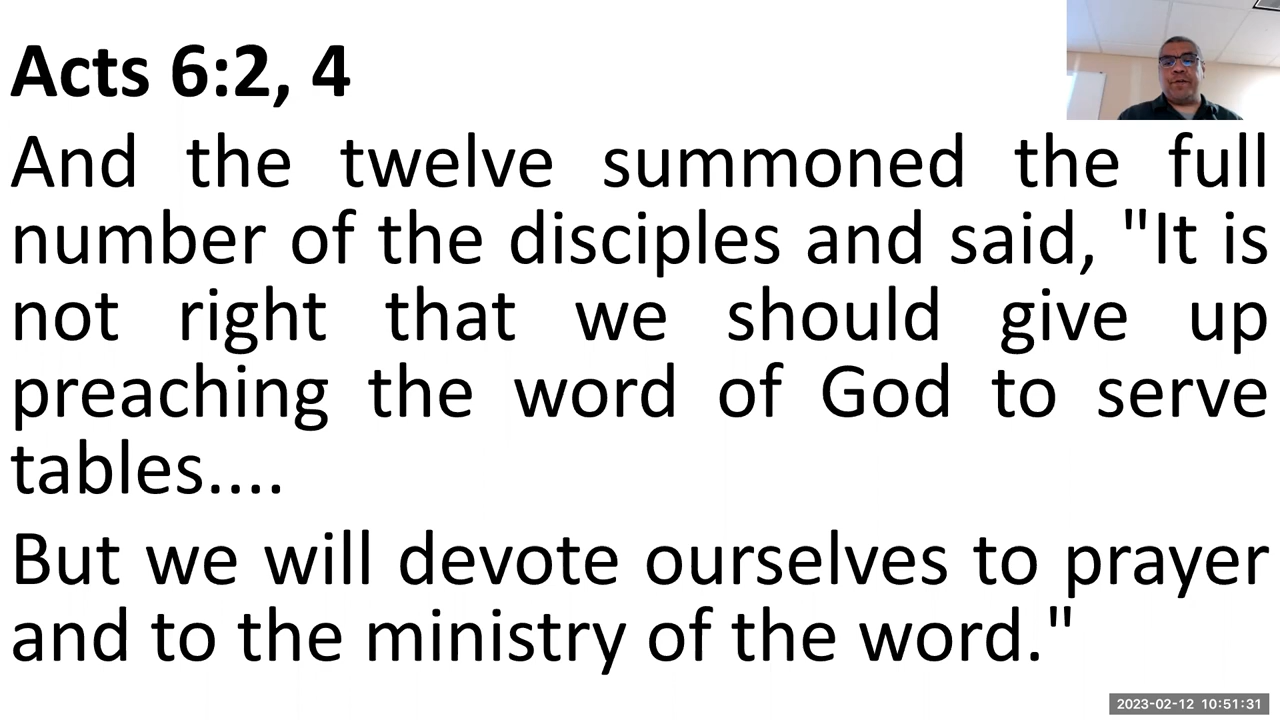 Acts 6:2, 4
And the twelve summoned the full
number of the disciples and said, "It is
not right that we should give up
preaching the word of God to serve
tables....
But we will devote ourselves to prayer
and to the ministry of the word."
2023-02-12 10:51:31